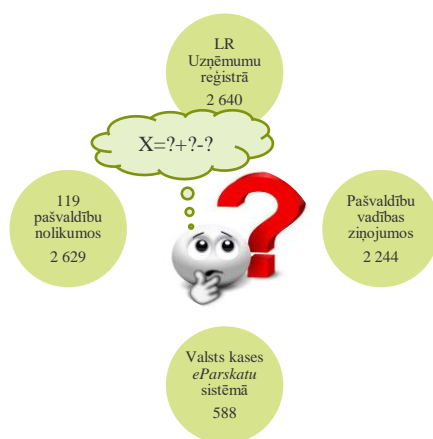 LR
Uzņēmumu
reģistrā
2 640
X=?+?-?
119
pašvaldību
nolikumos
2 629
Pašvaldību
vadības
ziņojumos
2 244
Valsts kases
eParskatu
sistēmā
588